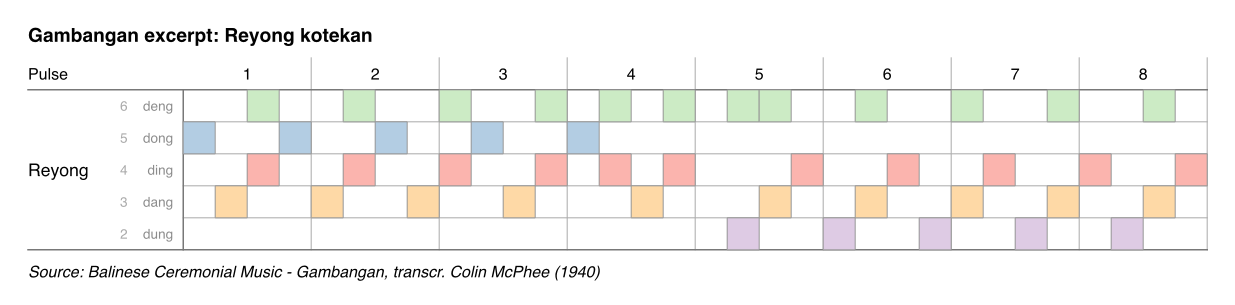 Gambangan excerpt: Reyong kotekan
Pulse 1 2 3 4 5 6 7 8
6 deng
5 dong
Reyong 4 ding
3 dang
2 dung
Source: Balinese Ceremonial Music - Gambangan, transcr. Colin McPhee (1940)